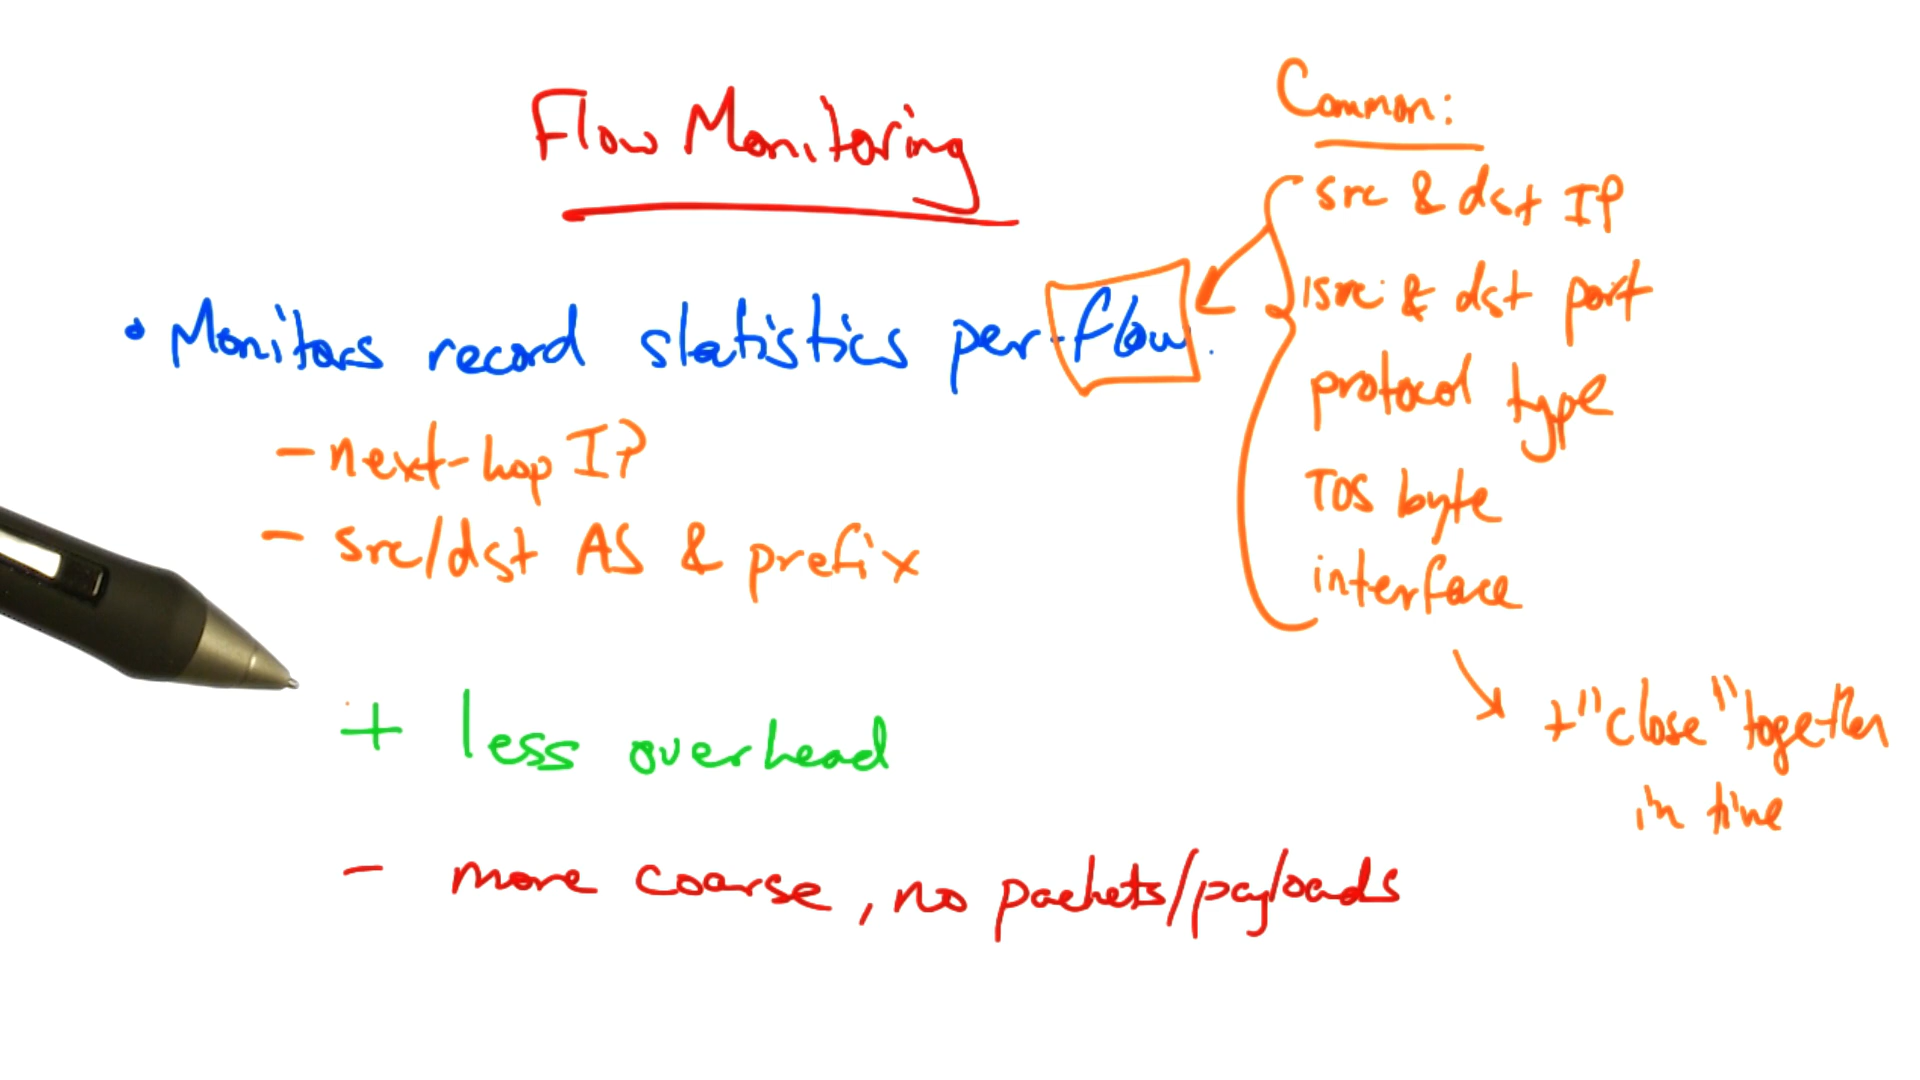 Flow Monitoring
• Monitors record statistics per-flow.
- next-hop IP
- src/dst AS & prefix
+ less overhead
- more coarse, no packets/payloads
Common:
src & dst IP
src & dst port
protocol type
TOS byte
interface
+ "close" together
in time